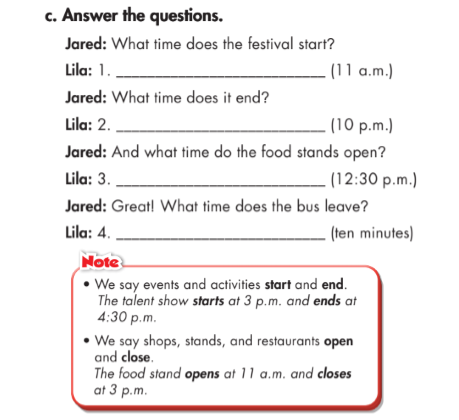 c. Answer the questions.
Jared: What time does the festival start?
Lila: 1. ______________________________ (11 a.m.)
Jared: What time does it end?
Lila: 2. ______________________________ (10 p.m.)
Jared: And what time do the food stands open?
Lila: 3. ______________________________ (12:30 p.m.)
Jared: Great! What time does the bus leave?
Lila: 4. ______________________________ (ten minutes)
Note
• We say events and activities start and end.
The talent show starts at 3 p.m. and ends at
4:30 p.m.
• We say shops, stands, and restaurants open
and close.
The food stand opens at 11 a.m. and closes
at 3 p.m.